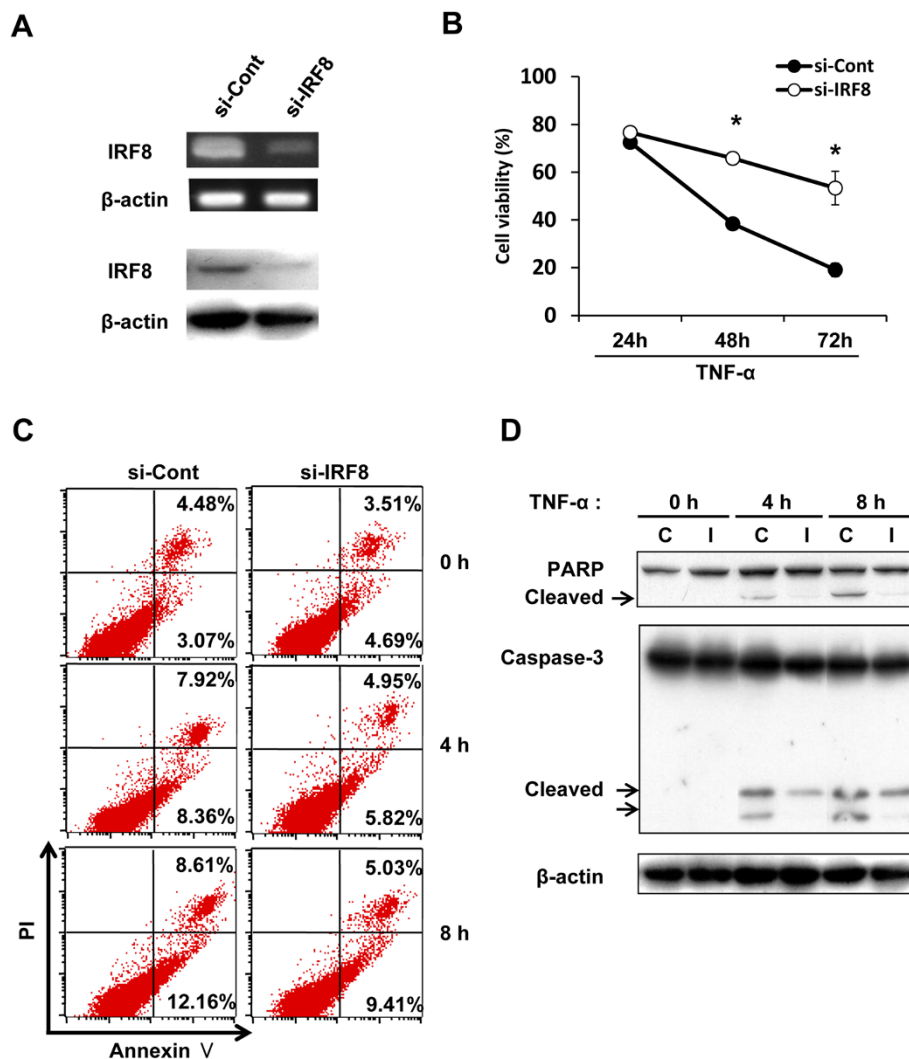 A
si-Cont
si-IRF8
IRF8
β-actin
IRF8
β-actin
B
si-Cont
si-IRF8
Cell viability (%)
100
80
60
40
20
0
*
*
24h 48h 72h
TNF-α
C
si-Cont si-IRF8
4.48% 3.51%
0 h
3.07% 4.69%
7.92% 4.95%
4 h
8.36% 5.82%
8.61% 5.03%
8 h
12.16% 9.41%
PI
Annexin V
D
TNF-α : 0 h 4 h 8 h
C I C I C I
PARP
Cleaved
Caspase-3
Cleaved
β-actin